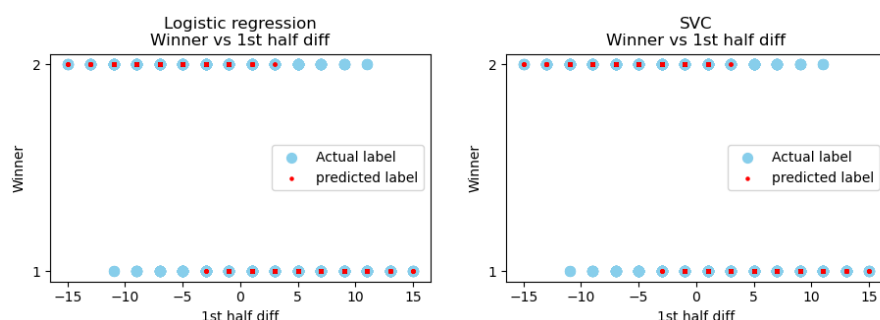 Logistic regression
Winner vs 1st half diff
2
Winner
1
Actual label
predicted label
−15
−10
−5
0
5
10
15
1st half diff
SVC
Winner vs 1st half diff
2
Winner
1
Actual label
predicted label
−15
−10
−5
0
5
10
15
1st half diff